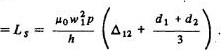 = L_s = \frac{\mu_0 w_1^2 p}{h} \left( \Delta_{12} + \frac{d_1 + d_2}{3} \right).